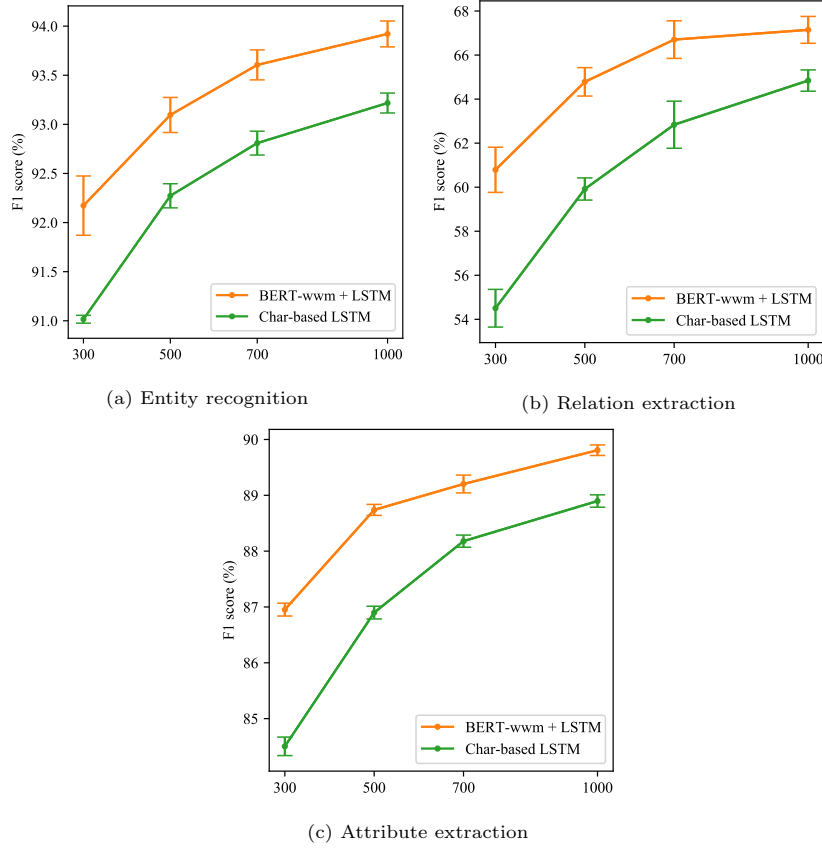 94.0
93.5
93.0
92.5
92.0
91.5
91.0
F1 score (%)
BERT-wwm + LSTM
Char-based LSTM
300 500 700 1000
(a) Entity recognition
68
66
64
62
60
58
56
54
F1 score (%)
BERT-wwm + LSTM
Char-based LSTM
300 500 700 1000
(b) Relation extraction
90
89
88
87
86
85
F1 score (%)
BERT-wwm + LSTM
Char-based LSTM
300 500 700 1000
(c) Attribute extraction